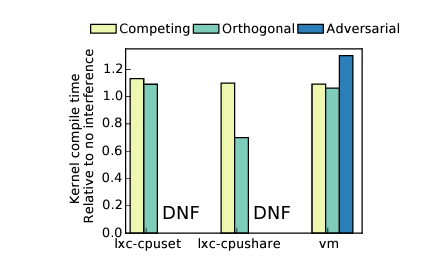 Competing Orthogonal Adversarial
Kernel compile time
Relative to no interference
1.2
1.0
0.8
0.6
0.4
0.2
0.0
DNF DNF
lxc-cpuset lxc-cpushare vm